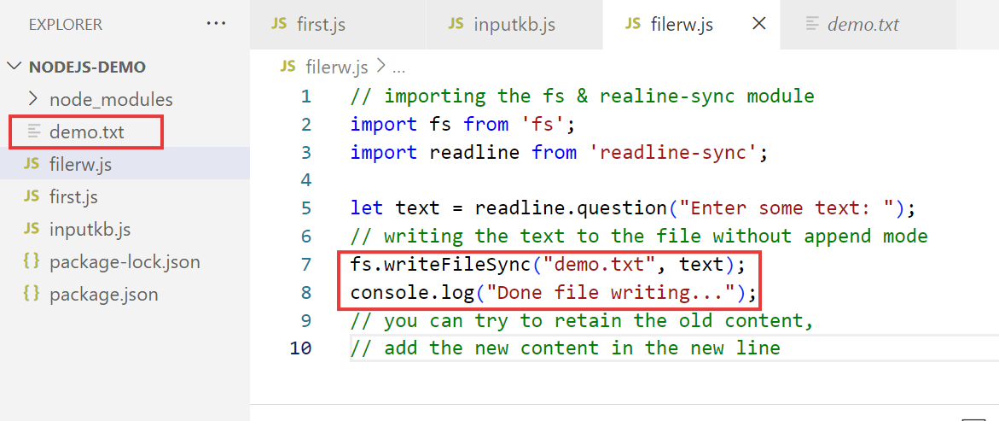 EXPLORER ...
NODEJS-DEMO
node_modules
demo.txt
JS filerw.js
JS first.js
JS inputkb.js
{} package-lock.json
{} package.json
JS first.js JS inputkb.js JS filerw.js × demo.txt
JS filerw.js > ...
1 // importing the fs & realine-sync module
2 import fs from 'fs';
3 import readline from 'readline-sync';
4
5 let text = readline.question("Enter some text: ");
6 // writing the text to the file without append mode
7 fs.writeFileSync("demo.txt", text);
8 console.log("Done file writing...");
9 // you can try to retain the old content,
10 // add the new content in the new line